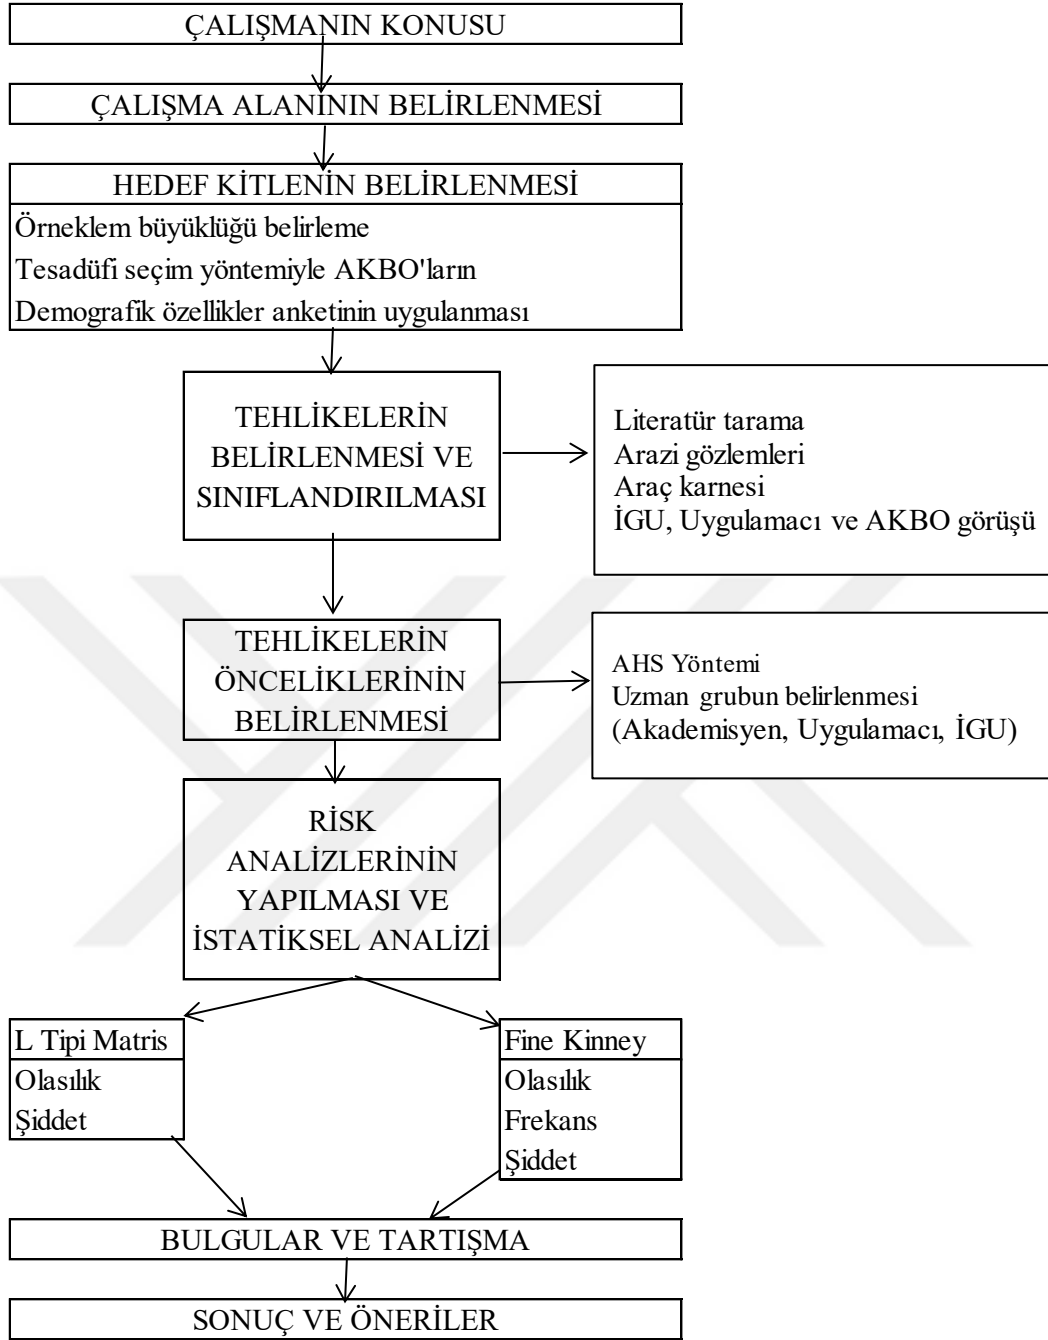 ÇALIŞMANIN KONUSU
ÇALIŞMA ALANININ BELİRLENMESİ
HEDEF KİTLENİN BELİRLENMESİ
Örneklem büyüklüğü belirleme
Tesadüfi seçim yöntemiyle AKBO'ların
Demografik özellikler anketinin uygulanması
TEHLİKELERİN
BELİRLENMESİ VE
SINIFLANDIRILMASI
Literatür tarama
Arazi gözlemleri
Araç karnesi
İGU, Uygulamacı ve AKBO görüşü
TEHLİKELERİN
ÖNCELİKLERİNİN
BELİRLENMESİ
AHS Yöntemi
Uzman grubun belirlenmesi
(Akademisyen, Uygulamacı, İGU)
RİSK
ANALİZLERİNİN
YAPILMASI VE
İSTATİKSEL ANALİZİ
L Tipi Matris
Olasılık
Şiddet
Fine Kinney
Olasılık
Frekans
Şiddet
BULGULAR VE TARTIŞMA
SONUÇ VE ÖNERİLER